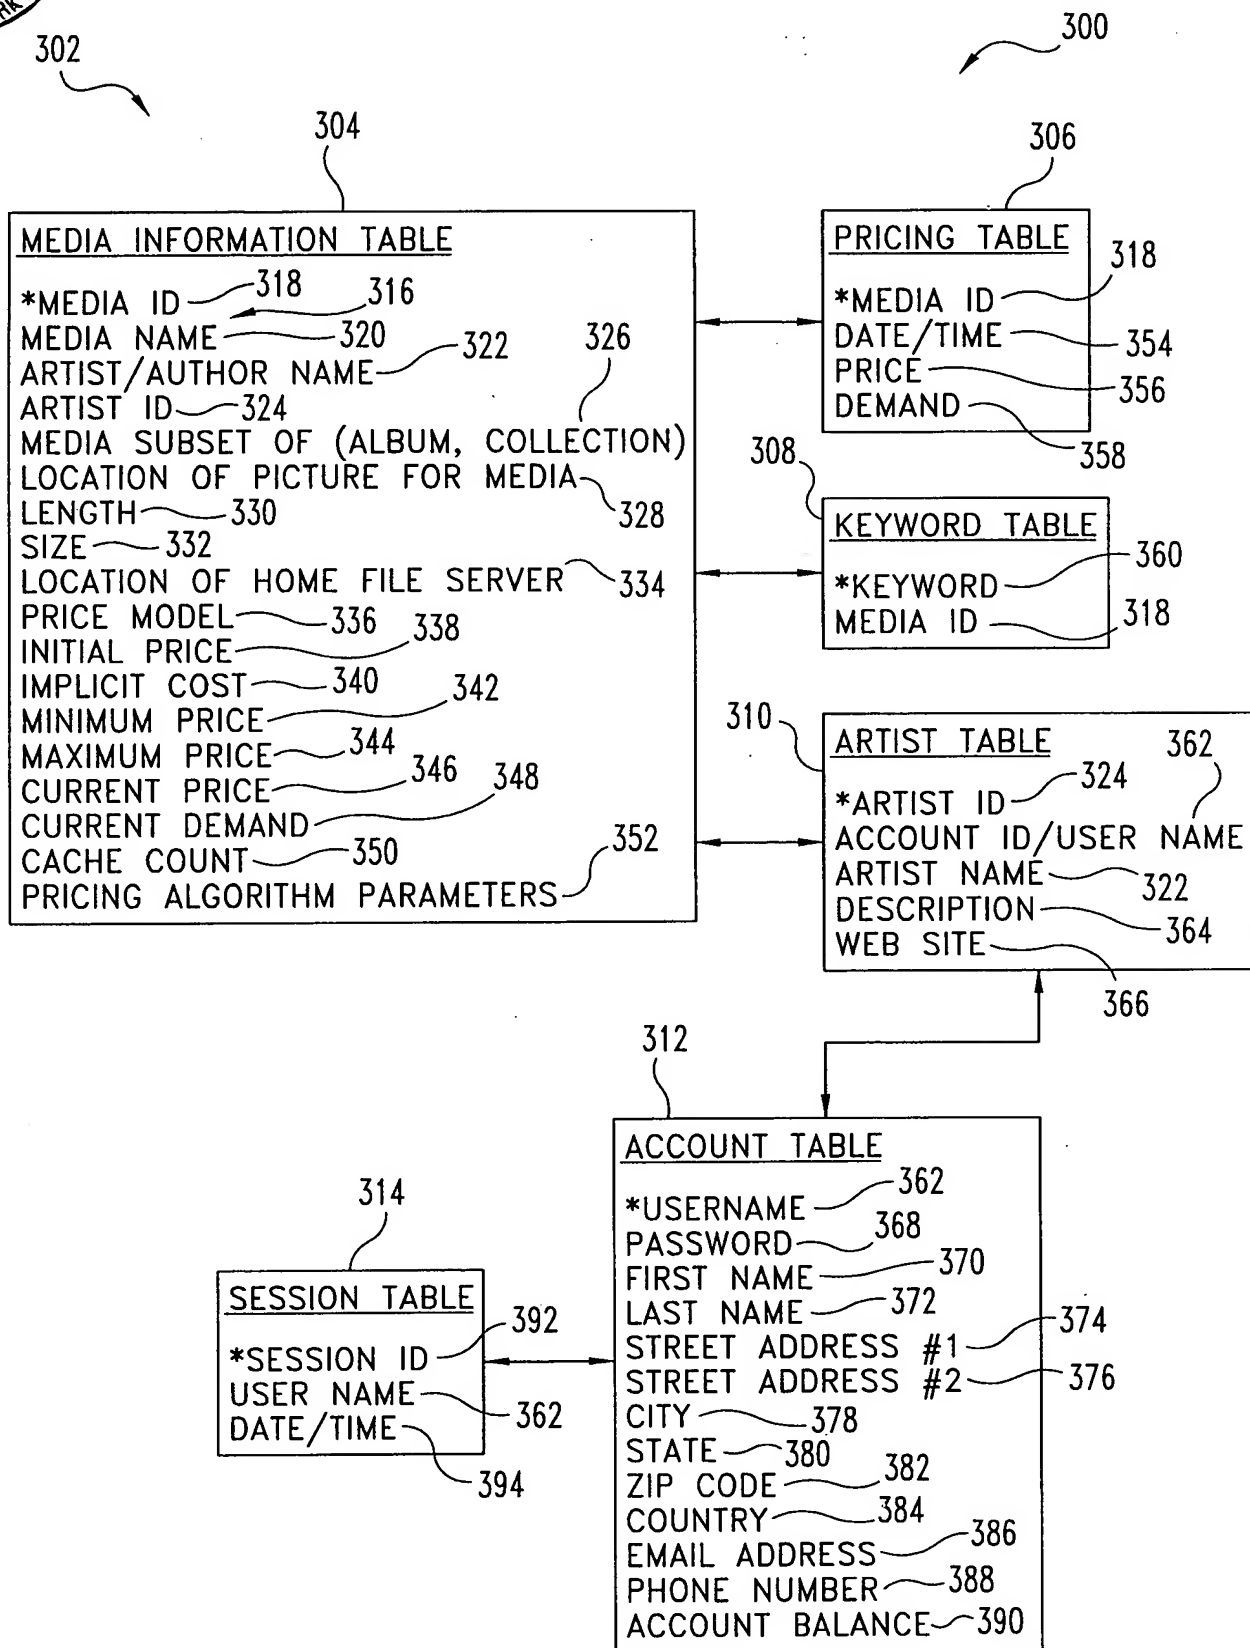 RK
302
300
304
MEDIA INFORMATION TABLE
*MEDIA ID 318 316
MEDIA NAME 320
ARTIST/AUTHOR NAME 322 326
ARTIST ID 324
MEDIA SUBSET OF (ALBUM, COLLECTION)
LOCATION OF PICTURE FOR MEDIA 328
LENGTH 330
SIZE 332
LOCATION OF HOME FILE SERVER 334
PRICE MODEL 336
INITIAL PRICE 338
IMPLICIT COST 340
MINIMUM PRICE 342
MAXIMUM PRICE 344
CURRENT PRICE 346
CURRENT DEMAND 348
CACHE COUNT 350
PRICING ALGORITHM PARAMETERS 352
306
PRICING TABLE
*MEDIA ID 318
DATE/TIME 354
PRICE 356
DEMAND 358
308
KEYWORD TABLE
*KEYWORD 360
MEDIA ID 318
310
ARTIST TABLE 362
*ARTIST ID 324
ACCOUNT ID/USER NAME
ARTIST NAME 322
DESCRIPTION 364
WEB SITE 366
312
ACCOUNT TABLE
*USERNAME 362
PASSWORD 368
FIRST NAME 370
LAST NAME 372
STREET ADDRESS #1 374
STREET ADDRESS #2 376
CITY 378
STATE 380
ZIP CODE 382
COUNTRY 384
EMAIL ADDRESS 386
PHONE NUMBER 388
ACCOUNT BALANCE 390
314
SESSION TABLE
*SESSION ID 392
USER NAME 362
DATE/TIME 394